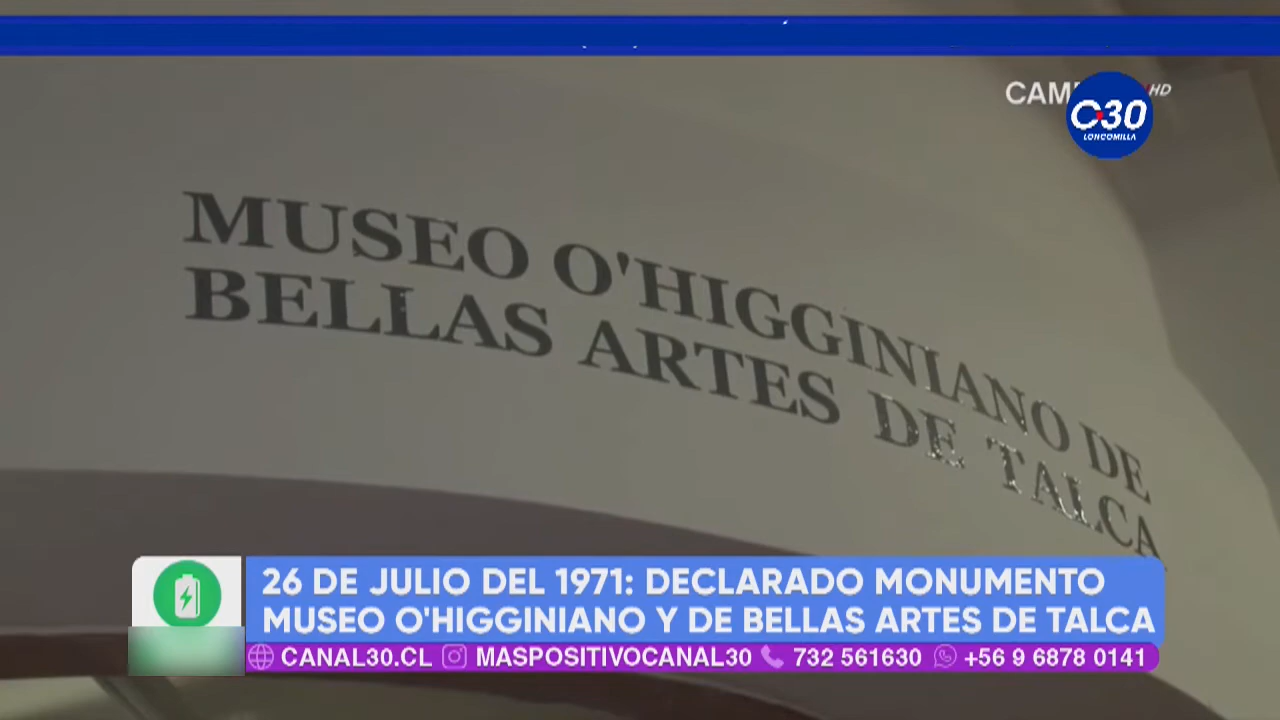 CAM HD
C30
LONCOMILLA
MUSEO O'HIGGINIANO DE
BELLAS ARTES DE TALCA
26 DE JULIO DEL 1971: DECLARADO MONUMENTO
MUSEO O'HIGGINIANO Y DE BELLAS ARTES DE TALCA
CANAL30.CL MASPOSITIVOCANAL30 732 561630 +56 9 6878 0141